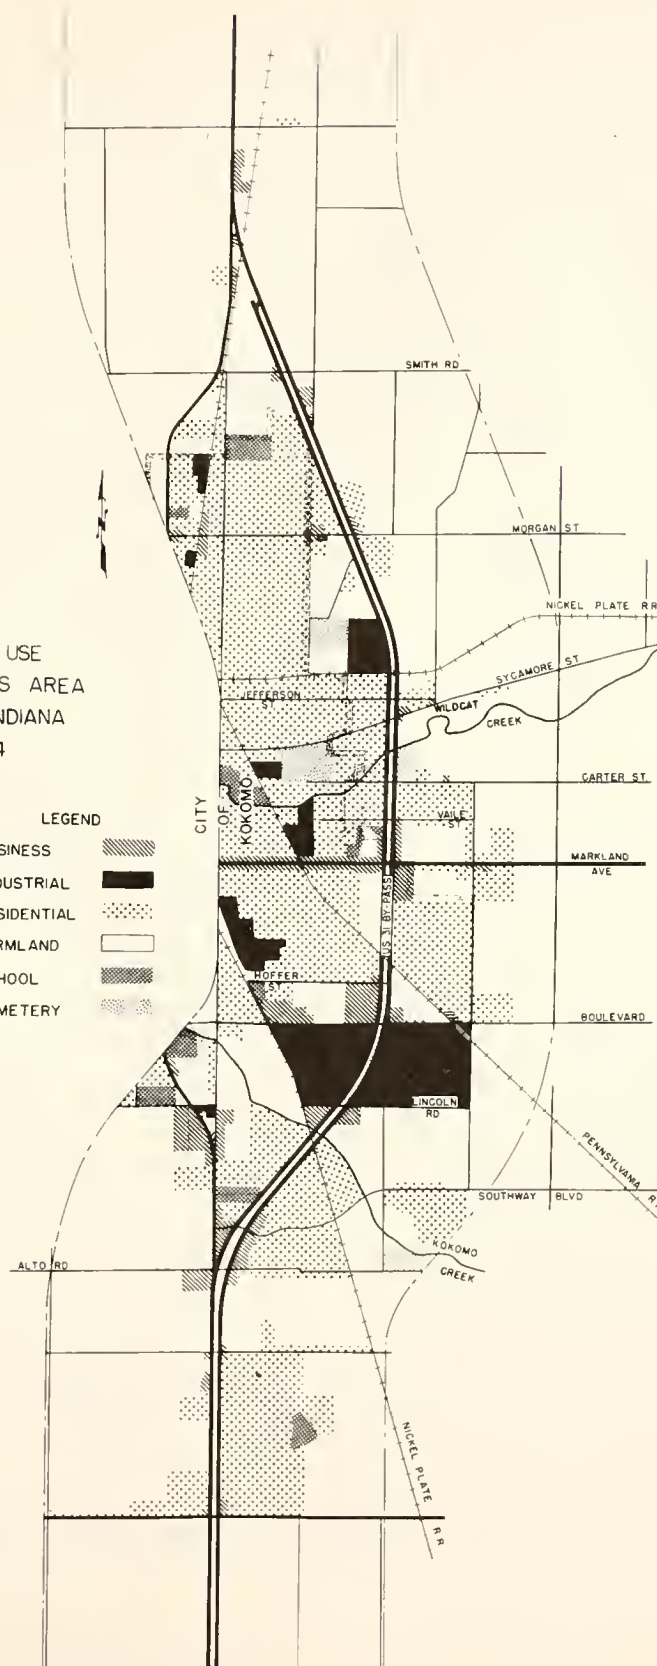 SMITH RD
MORGAN ST
NICKEL PLATE RR
USE
S AREA
NDIANA
4
SYCAMORE ST
JEFFERSON
ST
WILDCAT
CREEK
CARTER ST.
CITY
OF
KOKOMO
LEGEND
SINESS
DUSTRIAL
SIDENTIAL
RMLAND
HOOL
METERY
VAILE
ST
MARKLAND
AVE
US 31 BY-PASS
HOFFER
ST
BOULEVARD
LINCOLN
RD
PENNSYLVANIA R
SOUTHWAY BLVD
KOKOMO
CREEK
ALTO RD
NICKEL PLATE
R R